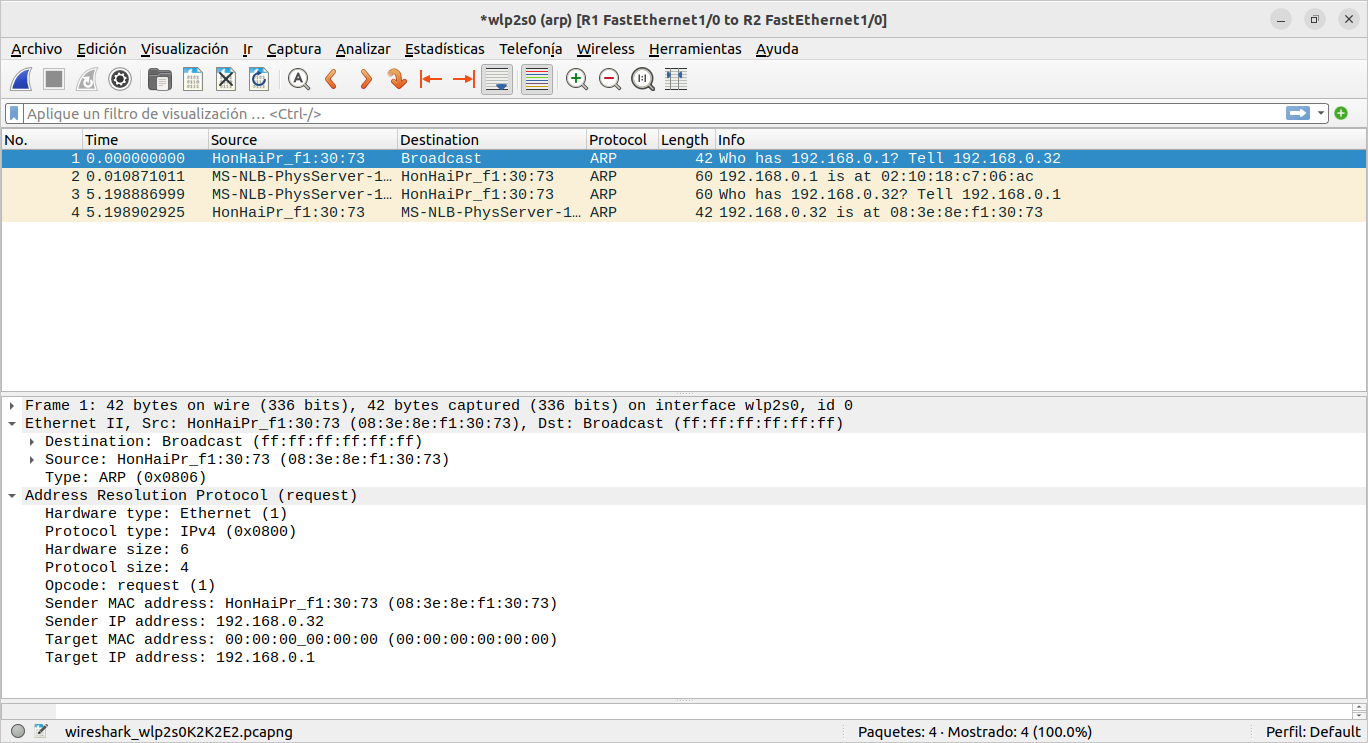 *wlp2s0 (arp) [R1 FastEthernet1/0 to R2 FastEthernet1/0]
Archivo Edición Visualización Ir Captura Analizar Estadísticas Telefonía Wireless Herramientas Ayuda
Aplique un filtro de visualización … <Ctrl-/>
No. Time Source Destination Protocol Length Info
1 0.000000000 HonHaiPr_f1:30:73 Broadcast ARP 42 Who has 192.168.0.1? Tell 192.168.0.32
2 0.010871011 MS-NLB-PhysServer-1… HonHaiPr_f1:30:73 ARP 60 192.168.0.1 is at 02:10:18:c7:06:ac
3 5.198886999 MS-NLB-PhysServer-1… HonHaiPr_f1:30:73 ARP 60 Who has 192.168.0.32? Tell 192.168.0.1
4 5.198902925 HonHaiPr_f1:30:73 MS-NLB-PhysServer-1… ARP 42 192.168.0.32 is at 08:3e:8e:f1:30:73
Frame 1: 42 bytes on wire (336 bits), 42 bytes captured (336 bits) on interface wlp2s0, id 0
Ethernet II, Src: HonHaiPr_f1:30:73 (08:3e:8e:f1:30:73), Dst: Broadcast (ff:ff:ff:ff:ff:ff)
Destination: Broadcast (ff:ff:ff:ff:ff:ff)
Source: HonHaiPr_f1:30:73 (08:3e:8e:f1:30:73)
Type: ARP (0x0806)
Address Resolution Protocol (request)
Hardware type: Ethernet (1)
Protocol type: IPv4 (0x0800)
Hardware size: 6
Protocol size: 4
Opcode: request (1)
Sender MAC address: HonHaiPr_f1:30:73 (08:3e:8e:f1:30:73)
Sender IP address: 192.168.0.32
Target MAC address: 00:00:00_00:00:00 (00:00:00:00:00:00)
Target IP address: 192.168.0.1
wireshark_wlp2s0K2K2E2.pcapng Paquetes: 4 · Mostrado: 4 (100.0%) Perfil: Default